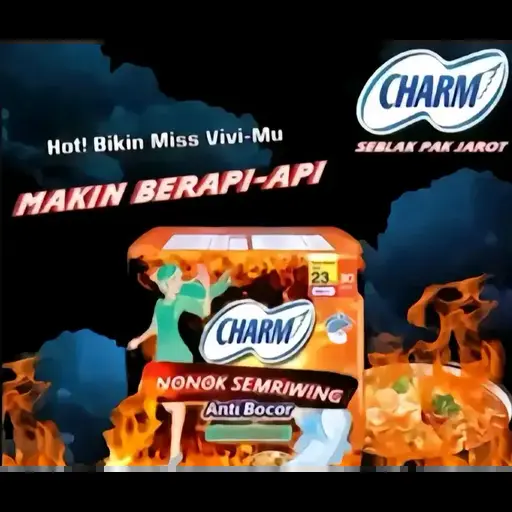 CHARM
SEBLAK PAK JAROT
Hot! Bikin Miss Vivi-Mu
MAKIN BERAPI-API
23
CHARM
NONOK SEMRIWING
Anti Bocor